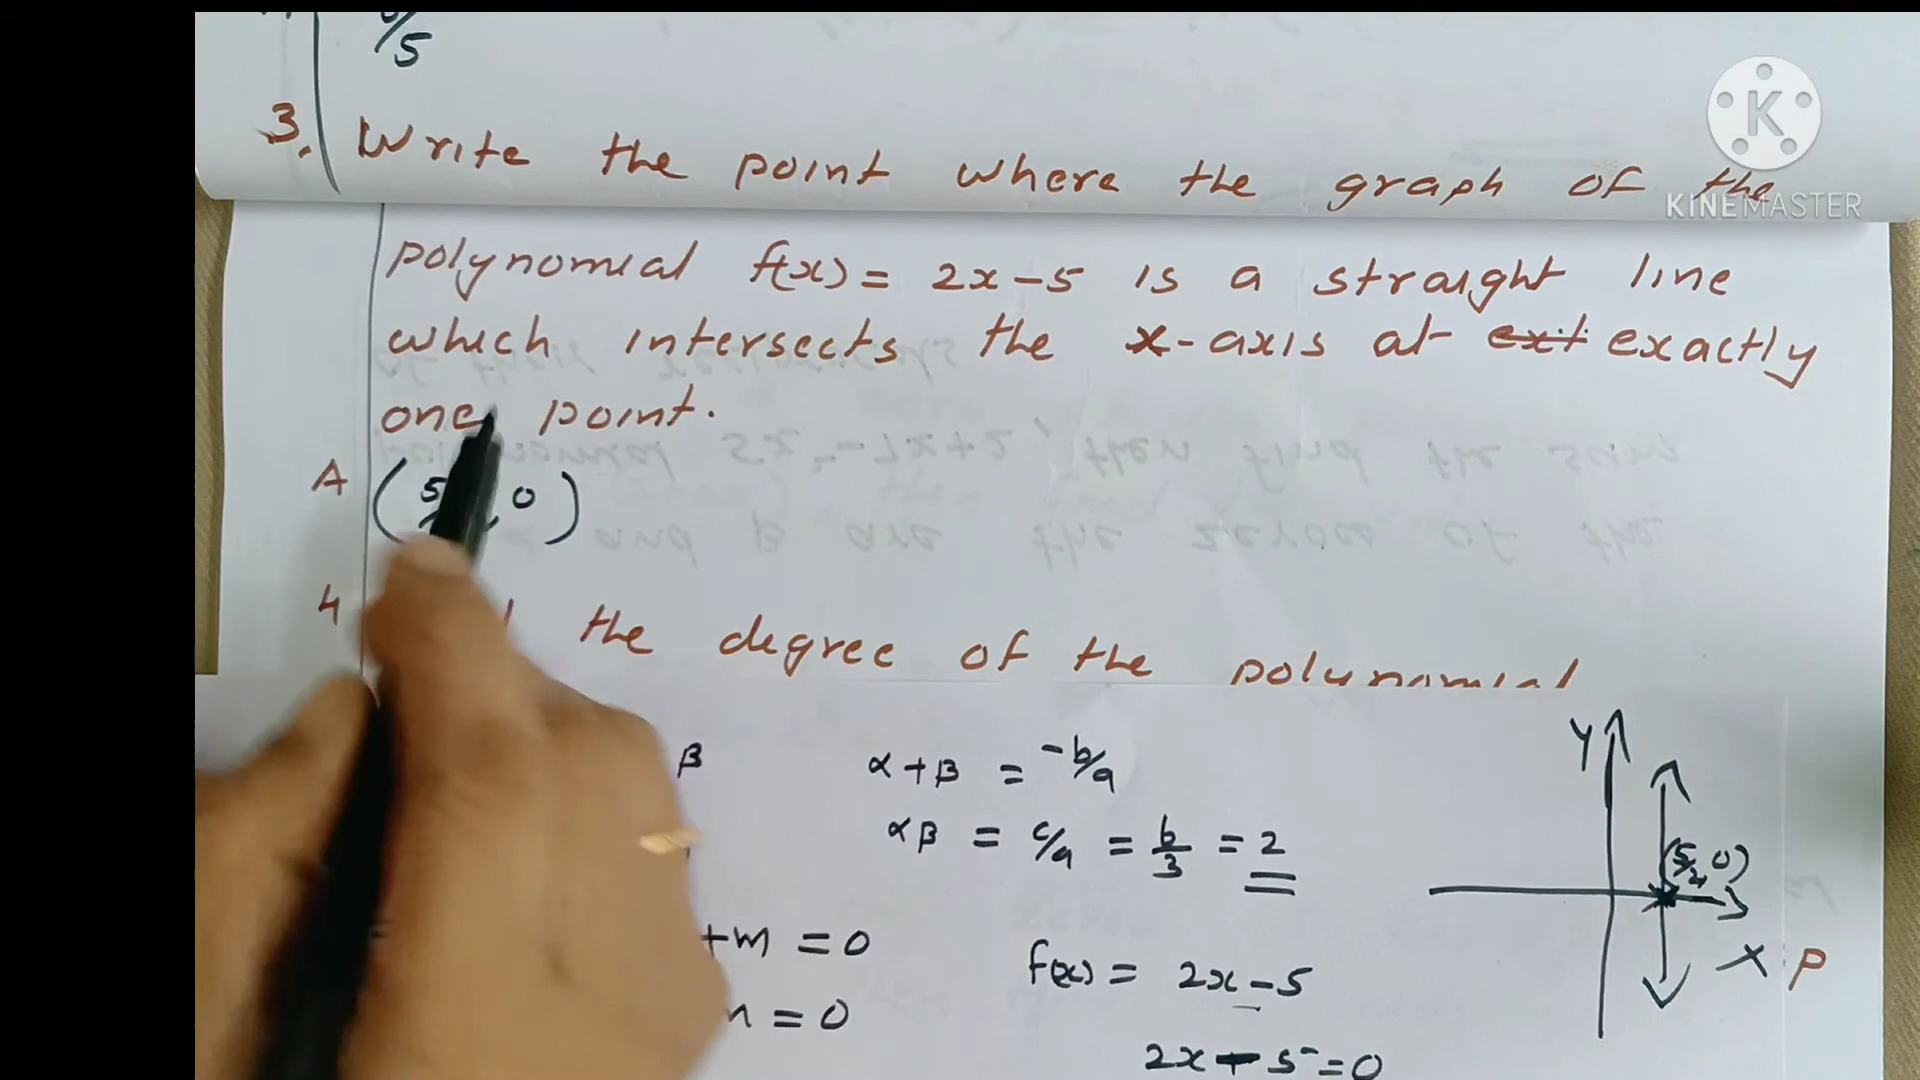 5
3. Write the point where the graph of the
KINEMASTER
polynomial f(x) = 2x-5 is a straight line
which intersects the x-axis at ext exactly
one point.
A (5 , 0)
4 the degree of the polynomial
β α+β = -b/a
αβ = c/a = 6/3 = 2
+m = 0
= 0
f(x) = 2x-5
2x-5=0
Y
(5/2, 0)
X P